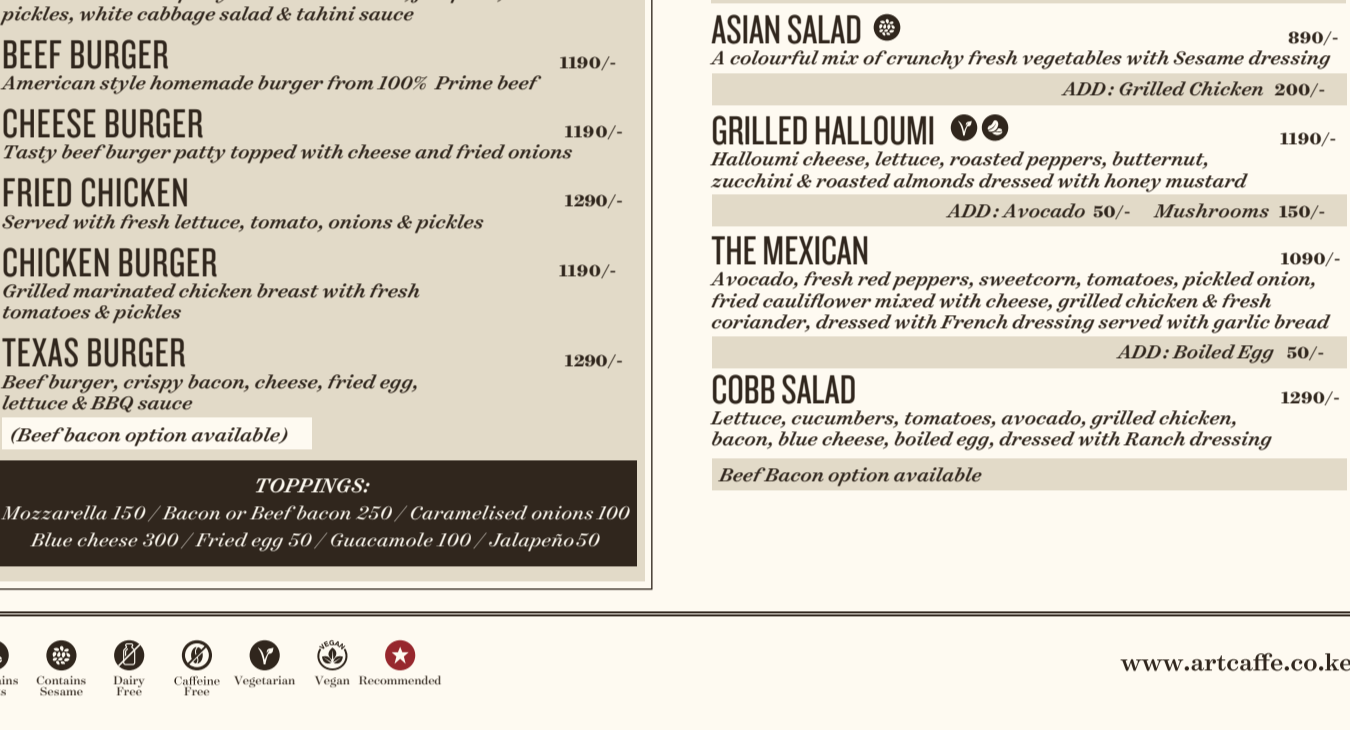 pickles, white cabbage salad & tahini sauce
BEEF BURGER 1190/-
American style homemade burger from 100% Prime beef
CHEESE BURGER 1190/-
Tasty beef burger patty topped with cheese and fried onions
FRIED CHICKEN 1290/-
Served with fresh lettuce, tomato, onions & pickles
CHICKEN BURGER 1190/-
Grilled marinated chicken breast with fresh
tomatoes & pickles
TEXAS BURGER 1290/-
Beef burger, crispy bacon, cheese, fried egg,
lettuce & BBQ sauce
(Beef bacon option available)
TOPPINGS:
Mozzarella 150 / Bacon or Beef bacon 250 / Caramelised onions 100
Blue cheese 300 / Fried egg 50 / Guacamole 100 / Jalapeño 50
ASIAN SALAD 890/-
A colourful mix of crunchy fresh vegetables with Sesame dressing
ADD: Grilled Chicken 200/-
GRILLED HALLOUMI 1190/-
Halloumi cheese, lettuce, roasted peppers, butternut,
zucchini & roasted almonds dressed with honey mustard
ADD: Avocado 50/- Mushrooms 150/-
THE MEXICAN 1090/-
Avocado, fresh red peppers, sweetcorn, tomatoes, pickled onion,
fried cauliflower mixed with cheese, grilled chicken & fresh
coriander, dressed with French dressing served with garlic bread
ADD: Boiled Egg 50/-
COBB SALAD 1290/-
Lettuce, cucumbers, tomatoes, avocado, grilled chicken,
bacon, blue cheese, boiled egg, dressed with Ranch dressing
Beef Bacon option available
VEGAN
Contains Dairy Caffeine Vegetarian Vegan Recommended
Sesame Free Free
www.artcaffe.co.ke